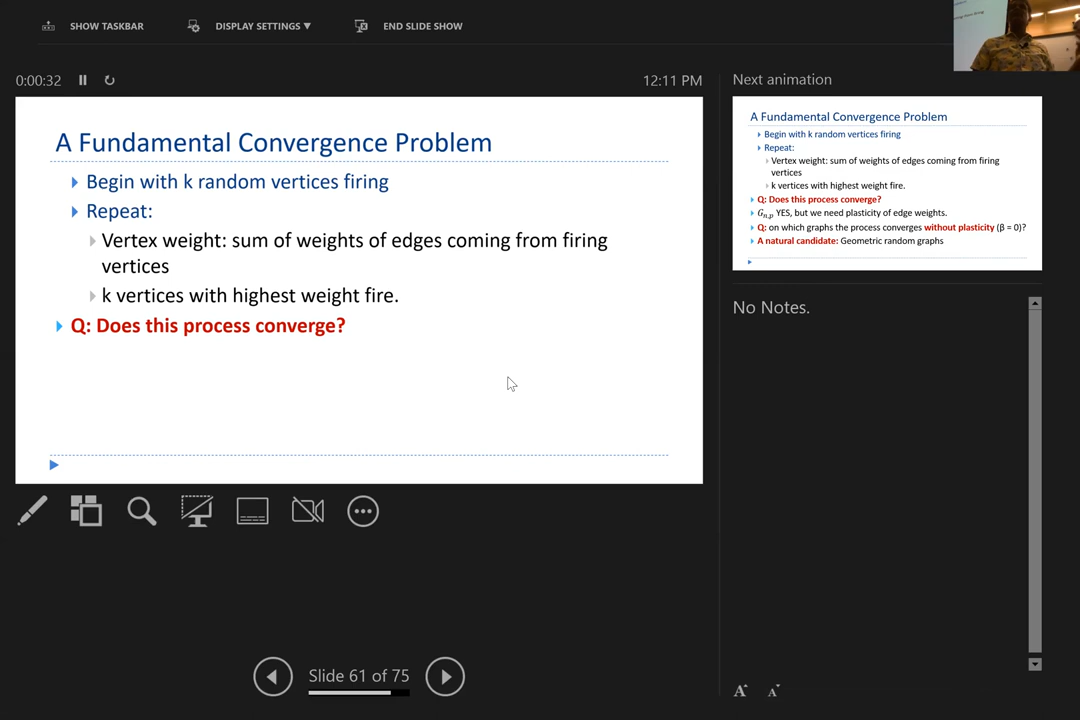 SHOW TASKBAR
DISPLAY SETTINGS ▼
END SLIDE SHOW
0:00:32
12:11 PM
A Fundamental Convergence Problem
Begin with k random vertices firing
Repeat:
Vertex weight: sum of weights of edges coming from firing
vertices
k vertices with highest weight fire.
Q: Does this process converge?
Slide 61 of 75
Next animation
A Fundamental Convergence Problem
Begin with k random vertices firing
Repeat:
Vertex weight: sum of weights of edges coming from firing
vertices
k vertices with highest weight fire.
Q: Does this process converge?
Gₙ,ₚ YES, but we need plasticity of edge weights.
Q: on which graphs the process converges without plasticity (β = 0)?
A natural candidate: Geometric random graphs
No Notes.
A A